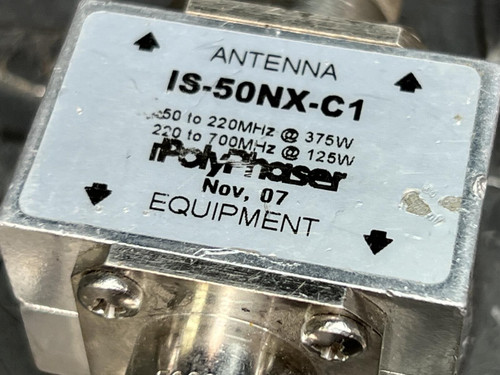 ANTENNA
IS-50NX-C1
50 to 220MHz @ 375W
220 to 700MHz @ 125W
PolyPhaser
Nov, 07
EQUIPMENT